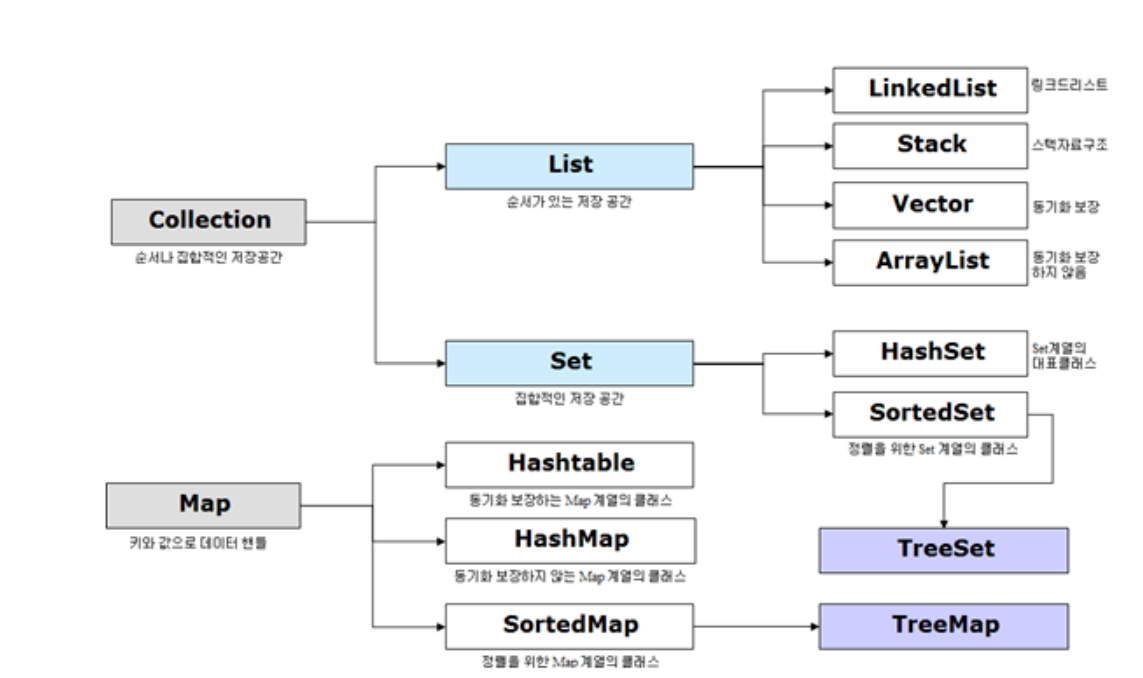 LinkedList
링크드리스트
Stack
스택자료구조
List
순서가 있는 저장 공간
Vector
동기화 보장
Collection
순서나 집합적인 저장공간
ArrayList
동기화 보장
하지 않음
HashSet
Set계열의
대표클래스
Set
집합적인 저장 공간
SortedSet
정렬을 위한 Set 계열의 클래스
Hashtable
동기화 보장하는 Map 계열의 클래스
Map
키와 값으로 데이터 핸들
HashMap
동기화 보장하지 않는 Map 계열의 클래스
TreeSet
SortedMap
정렬을 위한 Map 계열의 클래스
TreeMap